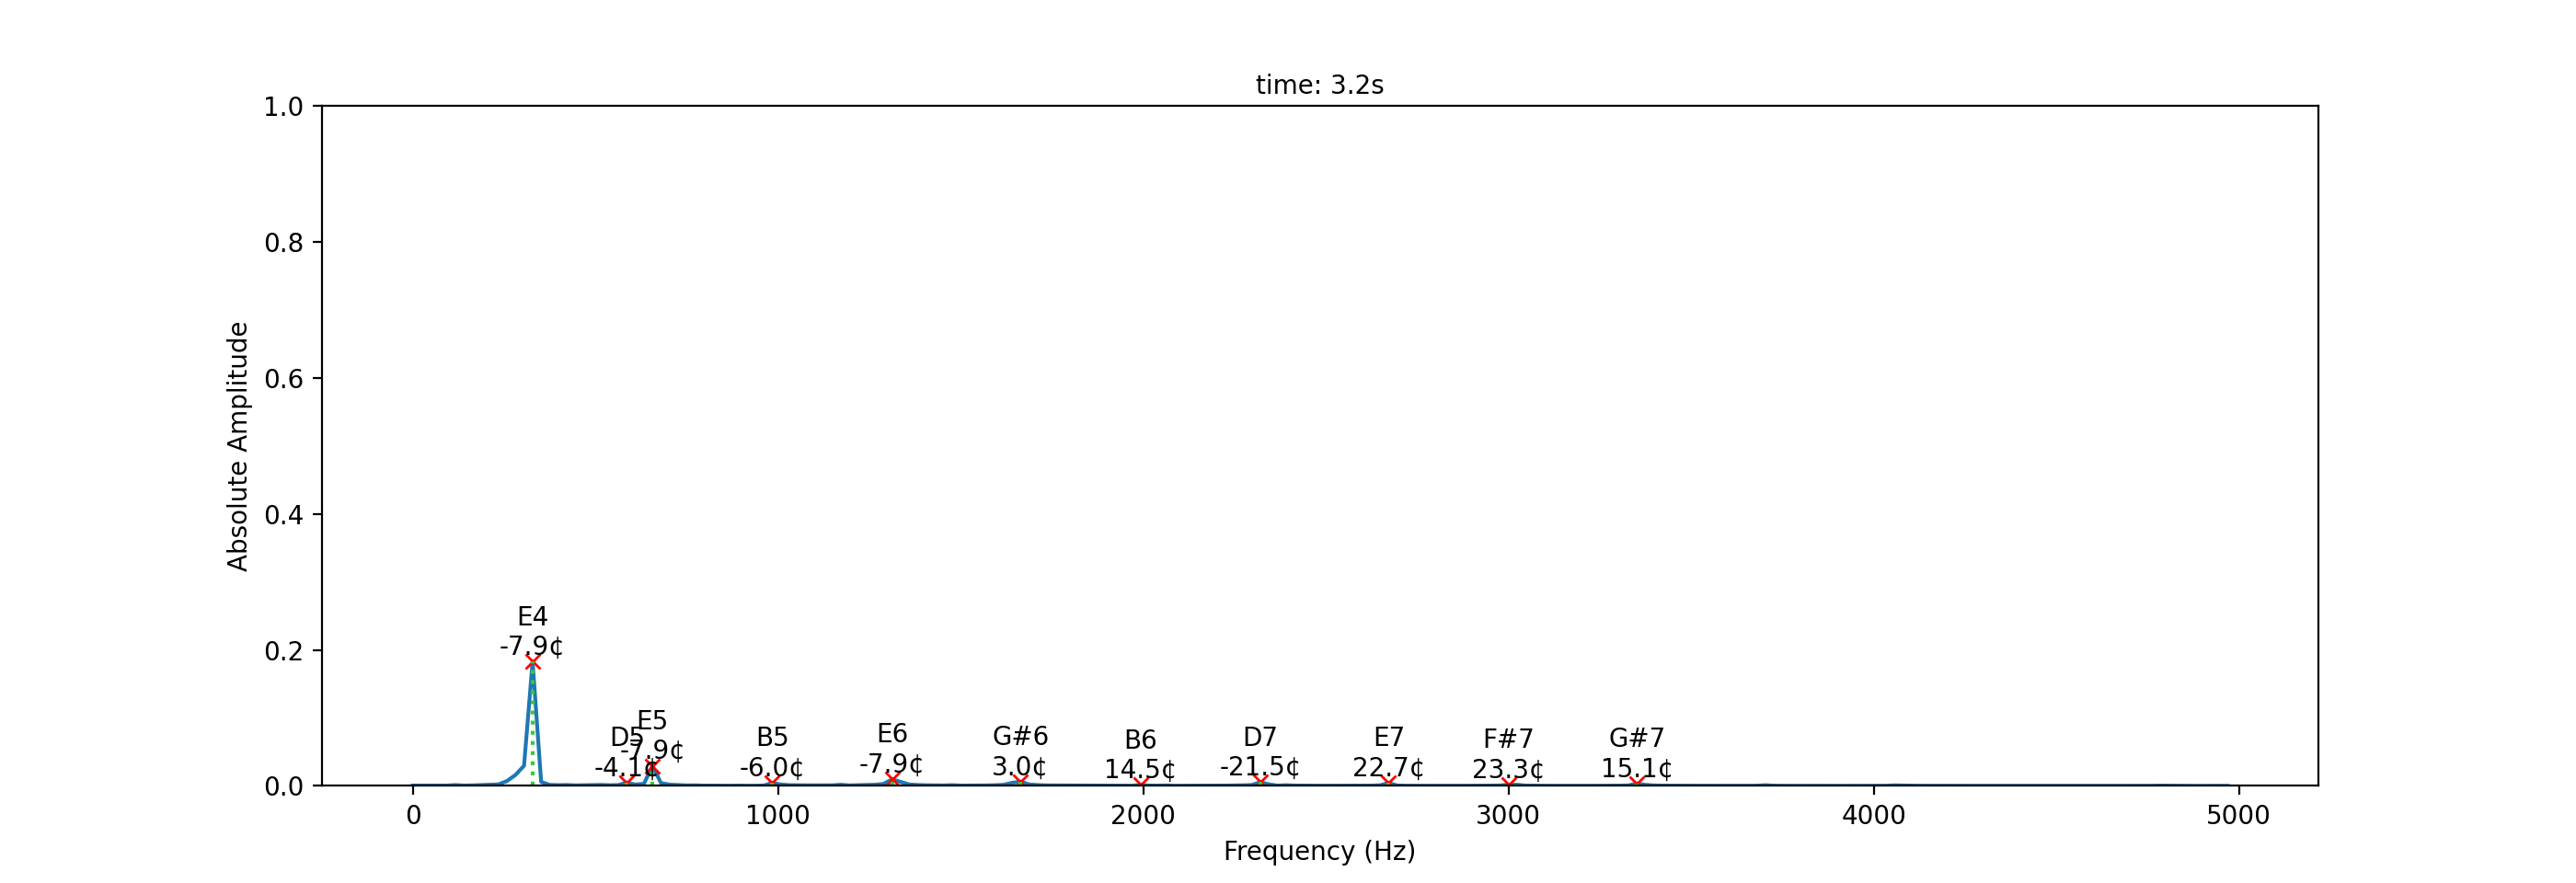 time: 3.2s
1.0
0.8
0.6
0.4
0.2
0.0
Absolute Amplitude
E4
-7.9¢
D5
-4.1¢
E5
-7.9¢
B5
-6.0¢
E6
-7.9¢
G#6
3.0¢
B6
14.5¢
D7
-21.5¢
E7
22.7¢
F#7
23.3¢
G#7
15.1¢
0 1000 2000 3000 4000 5000
Frequency (Hz)